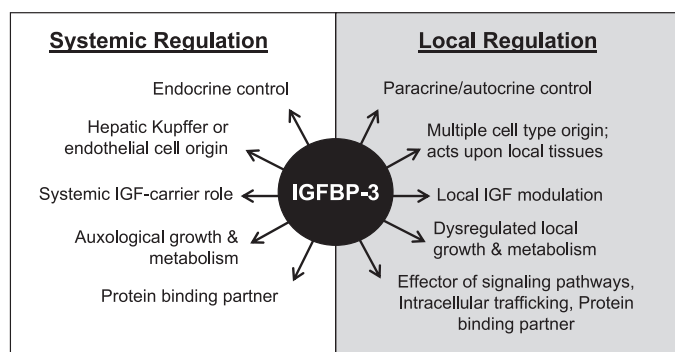 Systemic Regulation
Endocrine control
Hepatic Kupffer or
endothelial cell origin
Systemic IGF-carrier role
Auxological growth &
metabolism
Protein binding partner
IGFBP-3
Local Regulation
Paracrine/autocrine control
Multiple cell type origin;
acts upon local tissues
Local IGF modulation
Dysregulated local
growth & metabolism
Effector of signaling pathways,
Intracellular trafficking, Protein
binding partner